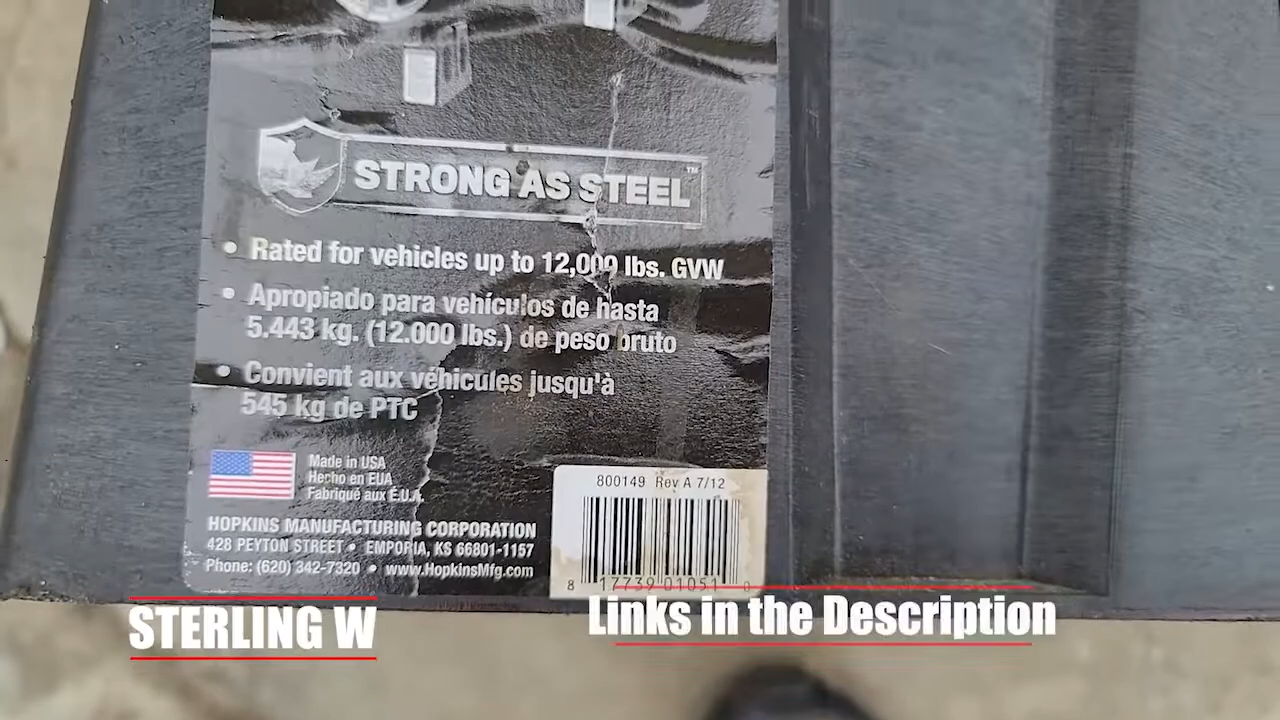 STRONG AS STEEL™
• Rated for vehicles up to 12,000 lbs. GVW
• Apropiado para vehículos de hasta
5.443 kg. (12.000 lbs.) de peso bruto
• Convient aux véhicules jusqu'à
545 kg de PTC
Made in USA
Hecho en EUA
Fabriqué aux É.U.A.
HOPKINS MANUFACTURING CORPORATION
428 PEYTON STREET • EMPORIA, KS 66801-1157
Phone: (620) 342-7320 • www.HopkinsMfg.com
800149 Rev A 7/12
8 17739 01051 0
STERLING W
Links in the Description